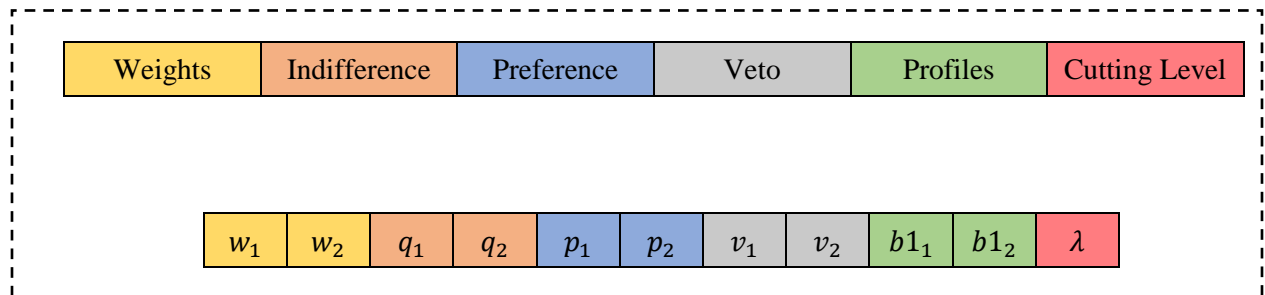 Weights Indifference Preference Veto Profiles Cutting Level
w₁ w₂ q₁ q₂ p₁ p₂ v₁ v₂ b1₁ b1₂ λ